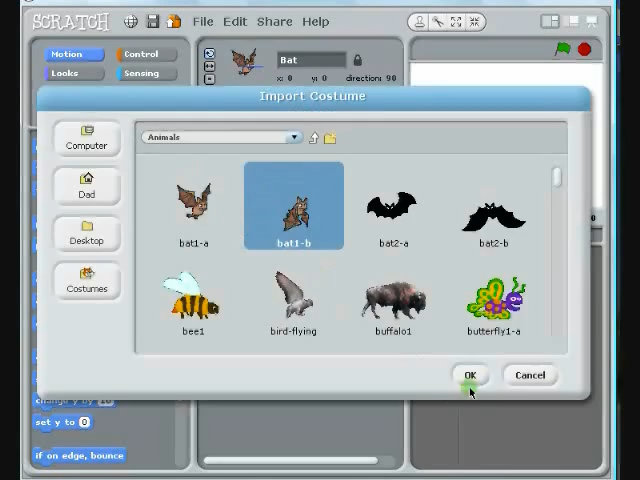 SCRATCH File Edit Share Help
Motion Control
Looks Sensing
Bat
x: 0 y: 0 direction: 90
Import Costume
Computer
Dad
Desktop
Costumes
Animals
bat1-a bat1-b bat2-a bat2-b
bee1 bird-flying buffalo1 butterfly1-a
OK Cancel
change y by
set y to 0
if on edge, bounce